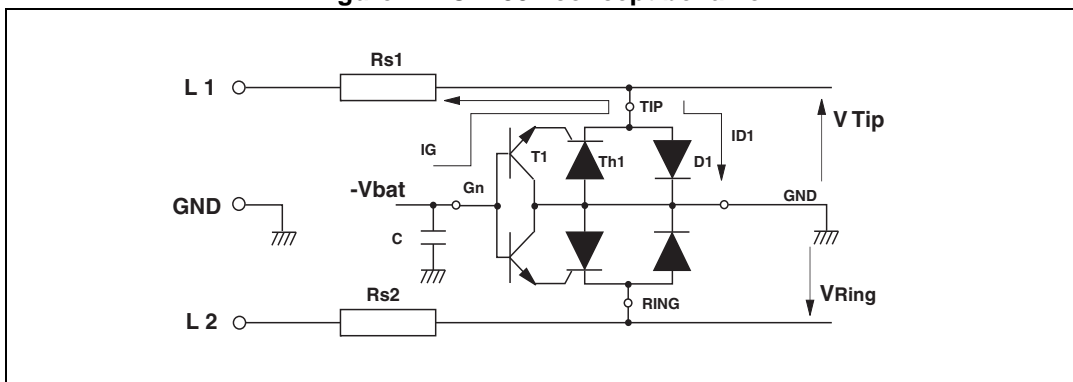 L 1
Rs1
TIP
V Tip
IG
T1
Th1
D1
ID1
-Vbat
Gn
GND
GND
C
Rs2
RING
VRing
L 2